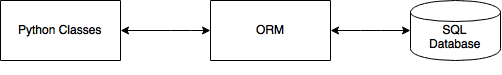 Python Classes
ORM
SQL
Database